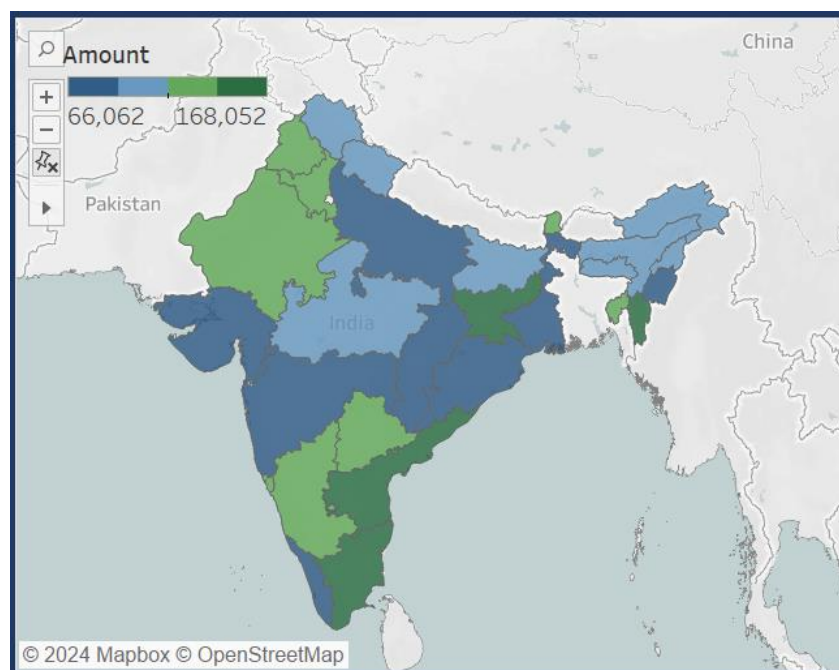 Amount
66,062 168,052
China
Pakistan
India
© 2024 Mapbox © OpenStreetMap